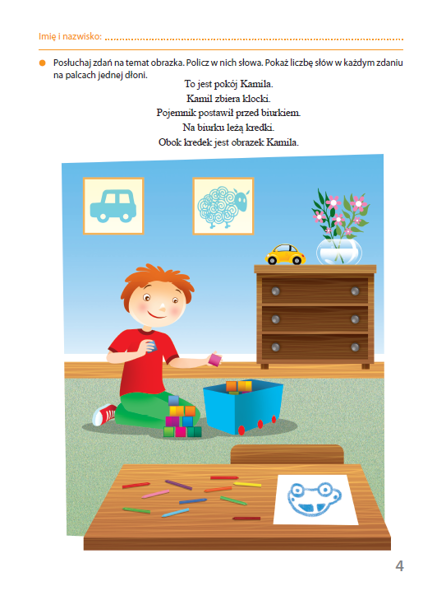 Imię i nazwisko:
Posłuchaj zdań na temat obrazka. Policz w nich słowa. Pokaż liczbę słów w każdym zdaniu
na palcach jednej dłoni.
To jest pokój Kamila.
Kamil zbiera klocki.
Pojemnik postawił przed biurkiem.
Na biurku leżą kredki.
Obok kredek jest obrazek Kamila.
4